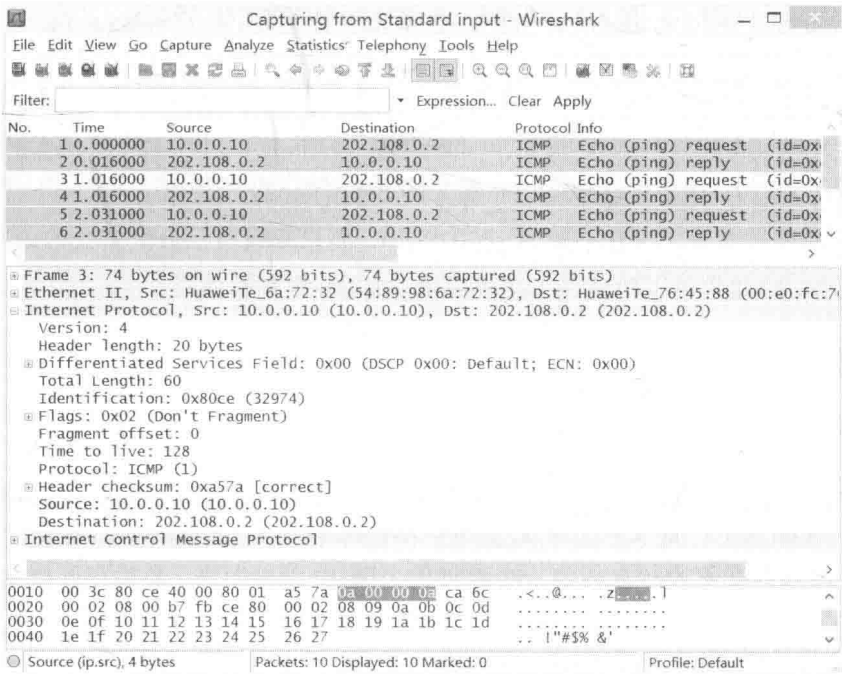 Capturing from Standard input - Wireshark
File Edit View Go Capture Analyze Statistics Telephony Tools Help
Filter: Expression... Clear Apply
No. Time Source Destination Protocol Info
1 0.000000 10.0.0.10 202.108.0.2 ICMP Echo (ping) request (id=0x
2 0.016000 202.108.0.2 10.0.0.10 ICMP Echo (ping) reply (id=0x
3 1.016000 10.0.0.10 202.108.0.2 ICMP Echo (ping) request (id=0x
4 1.016000 202.108.0.2 10.0.0.10 ICMP Echo (ping) reply (id=0x
5 2.031000 10.0.0.10 202.108.0.2 ICMP Echo (ping) request (id=0x
6 2.031000 202.108.0.2 10.0.0.10 ICMP Echo (ping) reply (id=0x
Frame 3: 74 bytes on wire (592 bits), 74 bytes captured (592 bits)
Ethernet II, Src: HuaweiTe_6a:72:32 (54:89:98:6a:72:32), Dst: HuaweiTe_76:45:88 (00:e0:fc:7
Internet Protocol, Src: 10.0.0.10 (10.0.0.10), Dst: 202.108.0.2 (202.108.0.2)
Version: 4
Header length: 20 bytes
Differentiated Services Field: 0x00 (DSCP 0x00: Default; ECN: 0x00)
Total Length: 60
Identification: 0x80ce (32974)
Flags: 0x02 (Don't Fragment)
Fragment offset: 0
Time to live: 128
Protocol: ICMP (1)
Header checksum: 0xa57a [correct]
Source: 10.0.0.10 (10.0.0.10)
Destination: 202.108.0.2 (202.108.0.2)
Internet Control Message Protocol
0010 00 3c 80 ce 40 00 80 01 a5 7a 0a 00 00 0a ca 6c .<..@... .z.....l
0020 00 02 08 00 b7 fb ce 80 00 02 08 09 0a 0b 0c 0d ........ ........
0030 0e 0f 10 11 12 13 14 15 16 17 18 19 1a 1b 1c 1d ........ ........
0040 1e 1f 20 21 22 23 24 25 26 27 .. !"#$% &'
Source (ip.src), 4 bytes Packets: 10 Displayed: 10 Marked: 0 Profile: Default